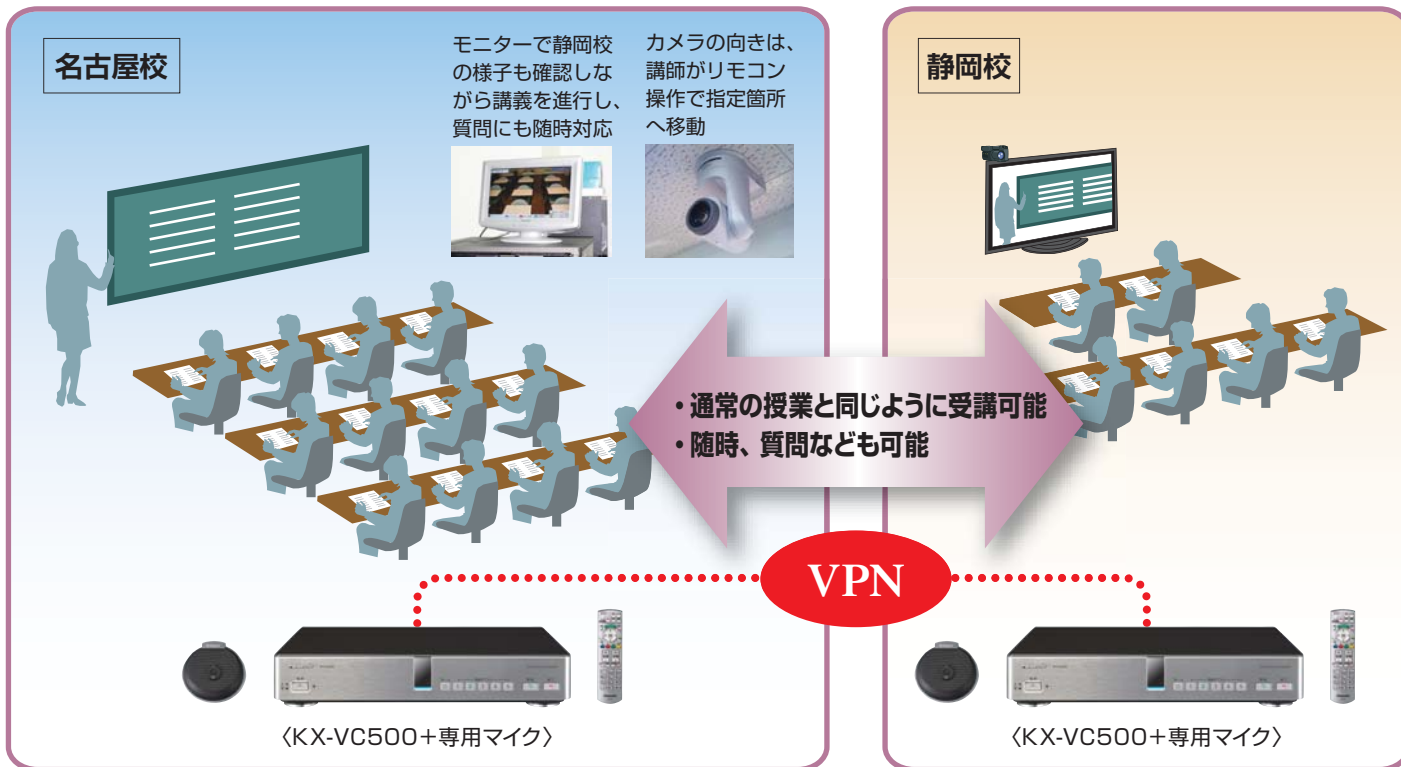 名古屋校
モニターで静岡校
の様子も確認しな
がら講義を進行し、
質問にも随時対応
カメラの向きは、
講師がリモコン
操作で指定箇所
へ移動
静岡校
・通常の授業と同じように受講可能
・随時、質問なども可能
VPN
〈KX-VC500+専用マイク〉
〈KX-VC500+専用マイク〉